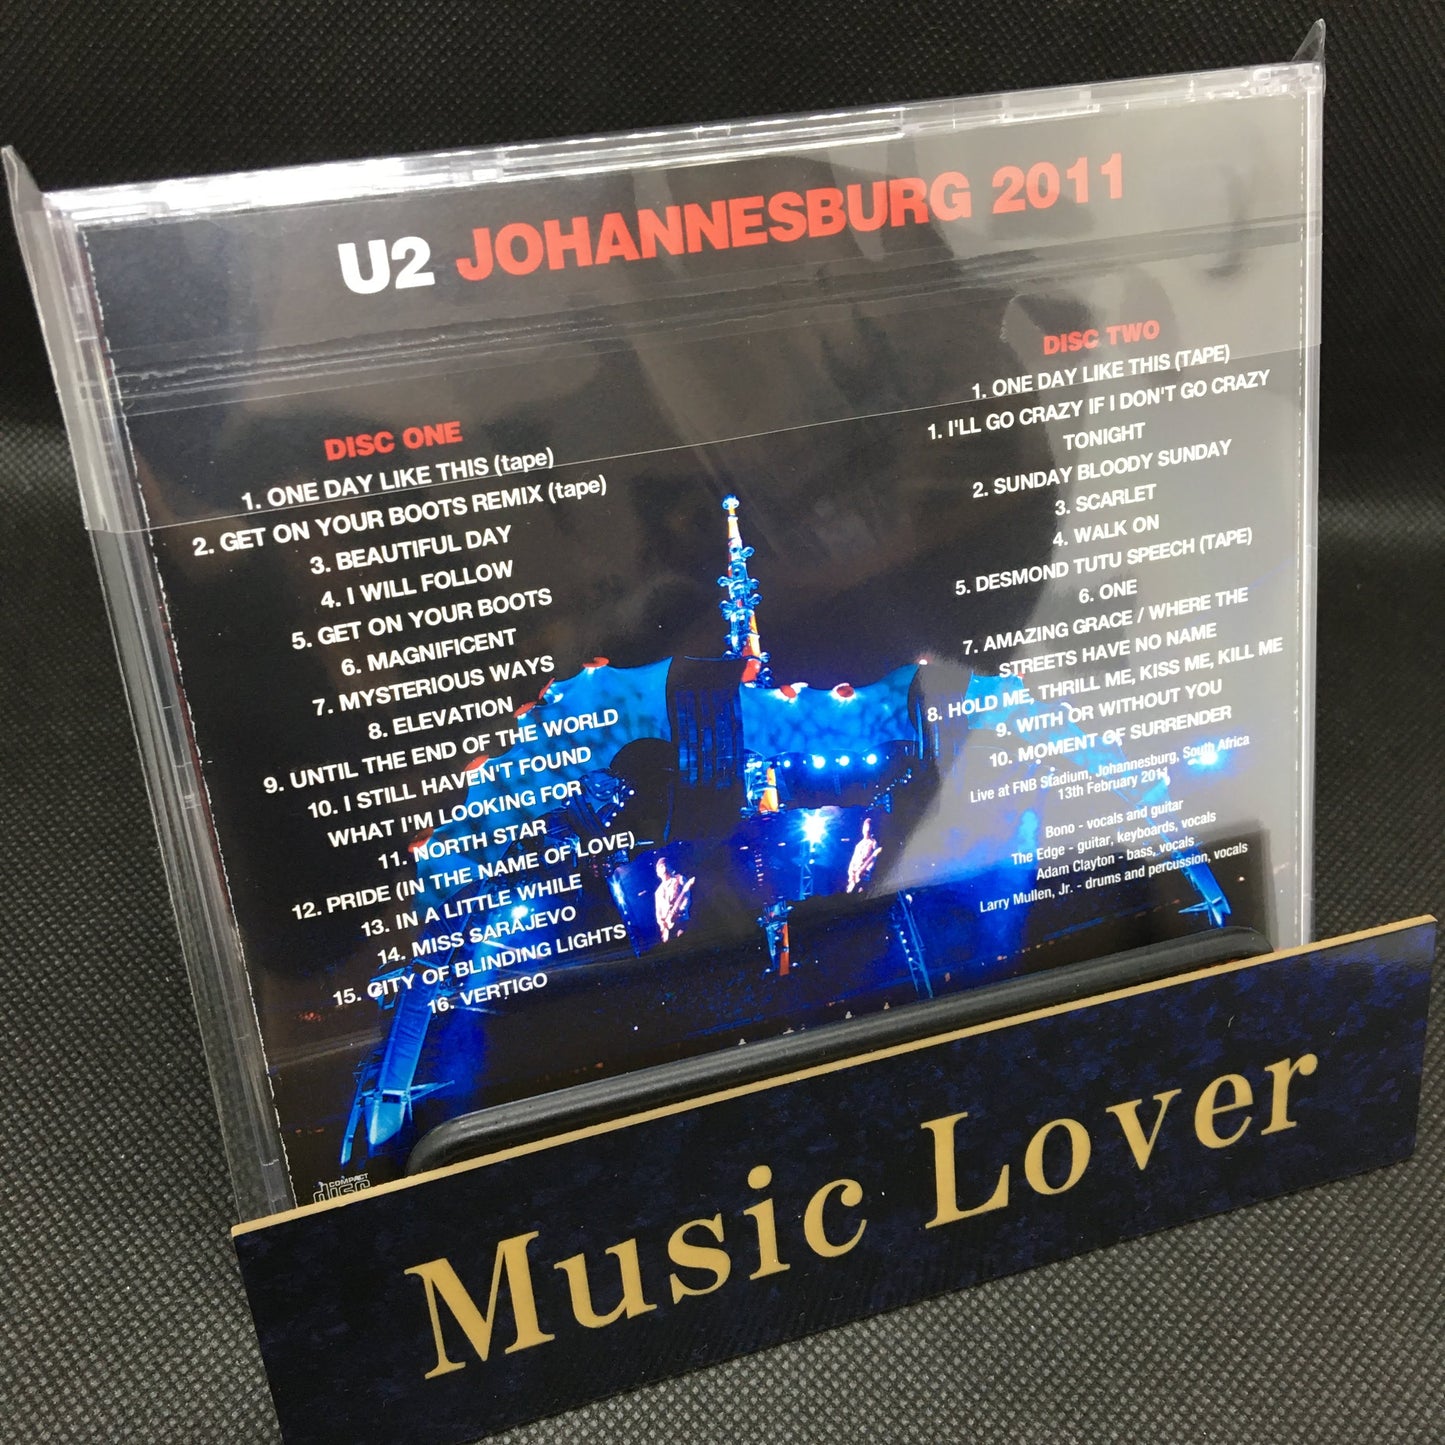 U2 JOHANNESBURG 2011
DISC ONE
1. ONE DAY LIKE THIS (tape)
2. GET ON YOUR BOOTS REMIX (tape)
3. BEAUTIFUL DAY
4. I WILL FOLLOW
5. GET ON YOUR BOOTS
6. MAGNIFICENT
7. MYSTERIOUS WAYS
8. ELEVATION
9. UNTIL THE END OF THE WORLD
10. I STILL HAVEN'T FOUND
WHAT I'M LOOKING FOR
11. NORTH STAR
12. PRIDE (IN THE NAME OF LOVE)
13. IN A LITTLE WHILE
14. MISS SARAJEVO
15. CITY OF BLINDING LIGHTS
16. VERTIGO
DISC TWO
1. ONE DAY LIKE THIS (TAPE)
1. I'LL GO CRAZY IF I DON'T GO CRAZY
TONIGHT
2. SUNDAY BLOODY SUNDAY
3. SCARLET
4. WALK ON
5. DESMOND TUTU SPEECH (TAPE)
6. ONE
7. AMAZING GRACE / WHERE THE
STREETS HAVE NO NAME
8. HOLD ME, THRILL ME, KISS ME, KILL ME
9. WITH OR WITHOUT YOU
10. MOMENT OF SURRENDER
Live at FNB Stadium, Johannesburg, South Africa
13th February 2011
Bono - vocals and guitar
The Edge - guitar, keyboards, vocals
Adam Clayton - bass, vocals
Larry Mullen, Jr. - drums and percussion, vocals
COMPACT
disc
Music Lover